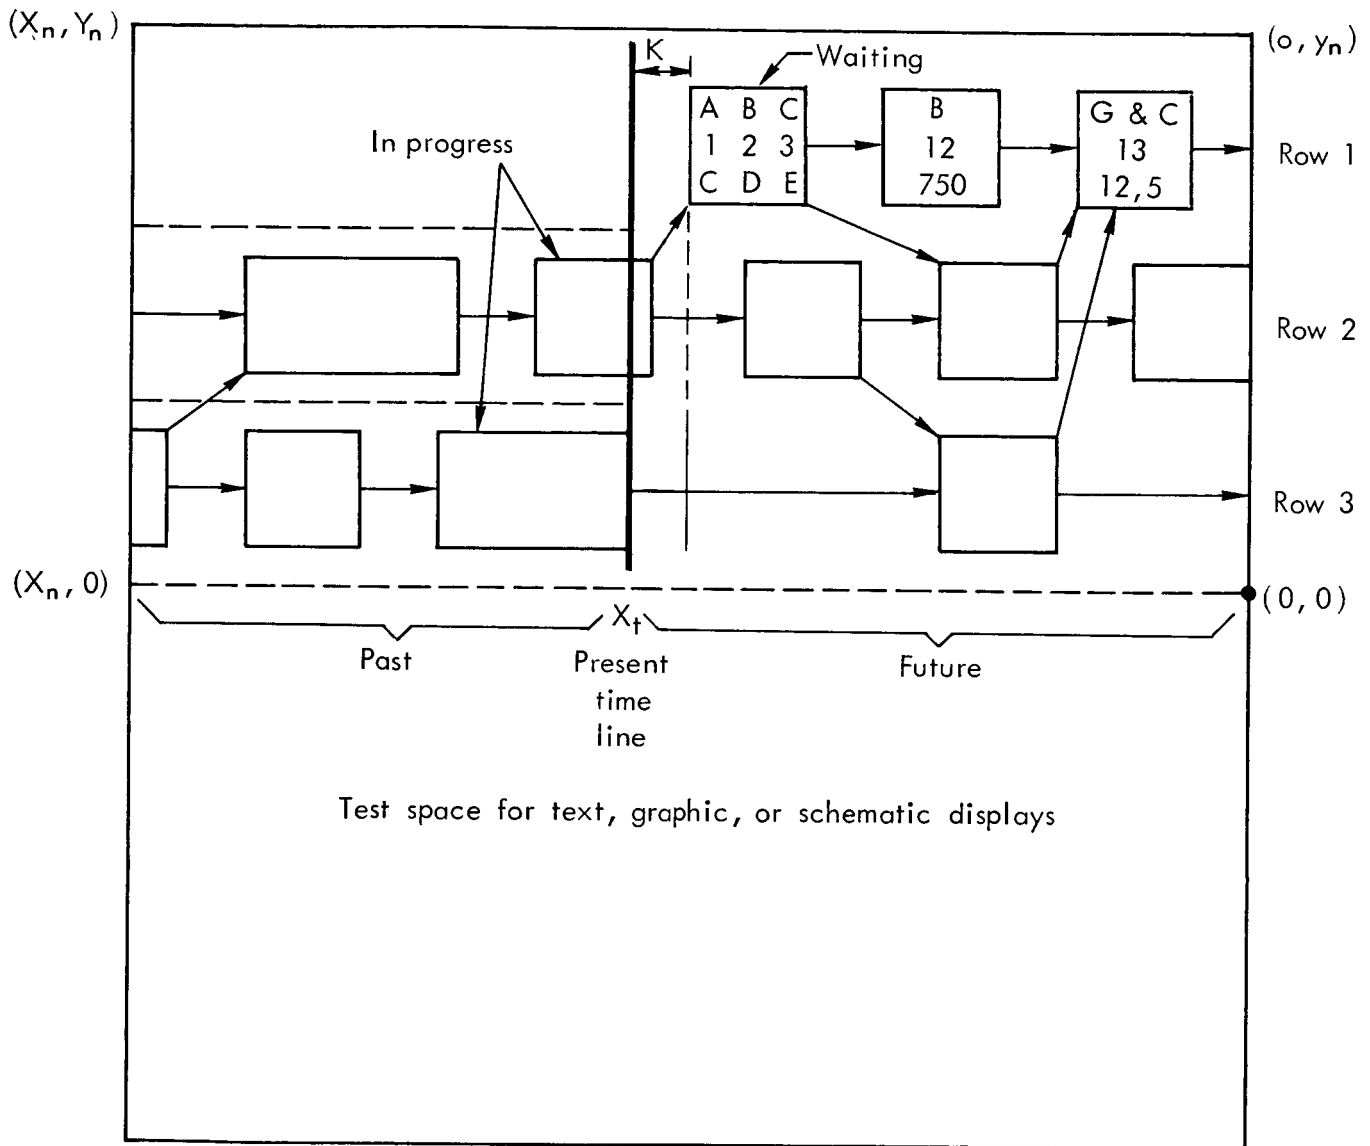 (Xn, Yn)
(o, yn)
K
Waiting
A B C
1 2 3
C D E
B
12
750
G & C
13
12,5
Row 1
In progress
Row 2
Row 3
(Xn, 0)
(0, 0)
Past
Xt
Present
time
line
Future
Test space for text, graphic, or schematic displays